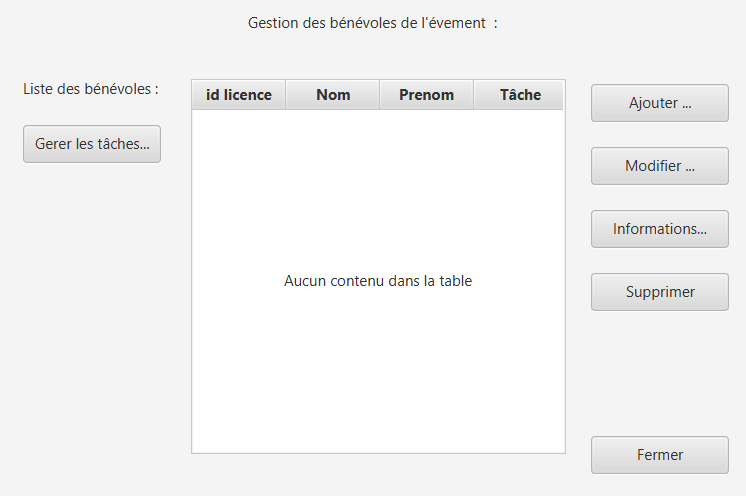 Gestion des bénévoles de l'évement  :
Liste des bénévoles :
Gerer les tâches...
id licence Nom Prenom Tâche
Aucun contenu dans la table
Ajouter ...
Modifier ...
Informations...
Supprimer
Fermer